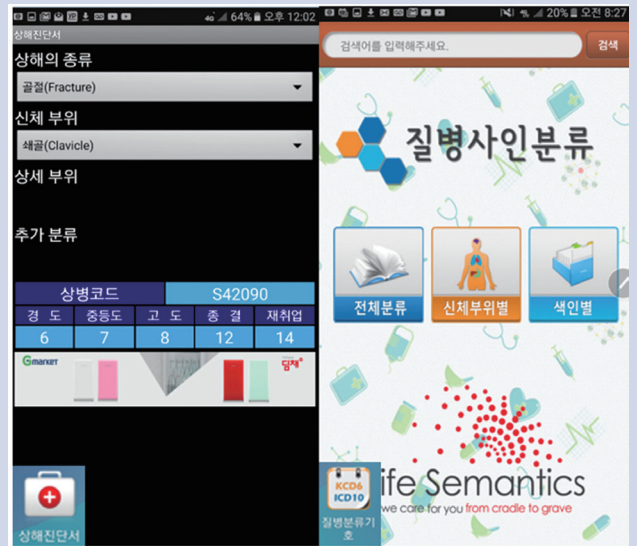 64% 오후 12:02
상해진단서
상해의 종류
골절(Fracture)
신체 부위
쇄골(Clavicle)
상세 부위
추가 분류
상병코드 S42090
경 도 중등도 고 도 종 결 재취업
6 7 8 12 14
Gmarket
딤채
상해진단서
20% 오전 8:27
검색어를 입력해주세요. 검색
질병사인분류
전체분류 신체부위별 색인별
KCD6
ICD10
질병분류기
호
ife Semantics
we care for you from cradle to grave